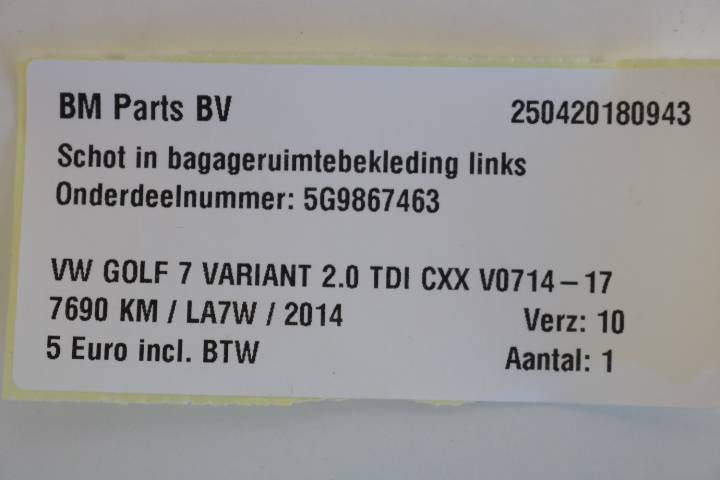 BM Parts BV 250420180943
Schot in bagageruimtebekleding links
Onderdeelnummer: 5G9867463
VW GOLF 7 VARIANT 2.0 TDI CXX V0714-17
7690 KM / LA7W / 2014 Verz: 10
5 Euro incl. BTW Aantal: 1